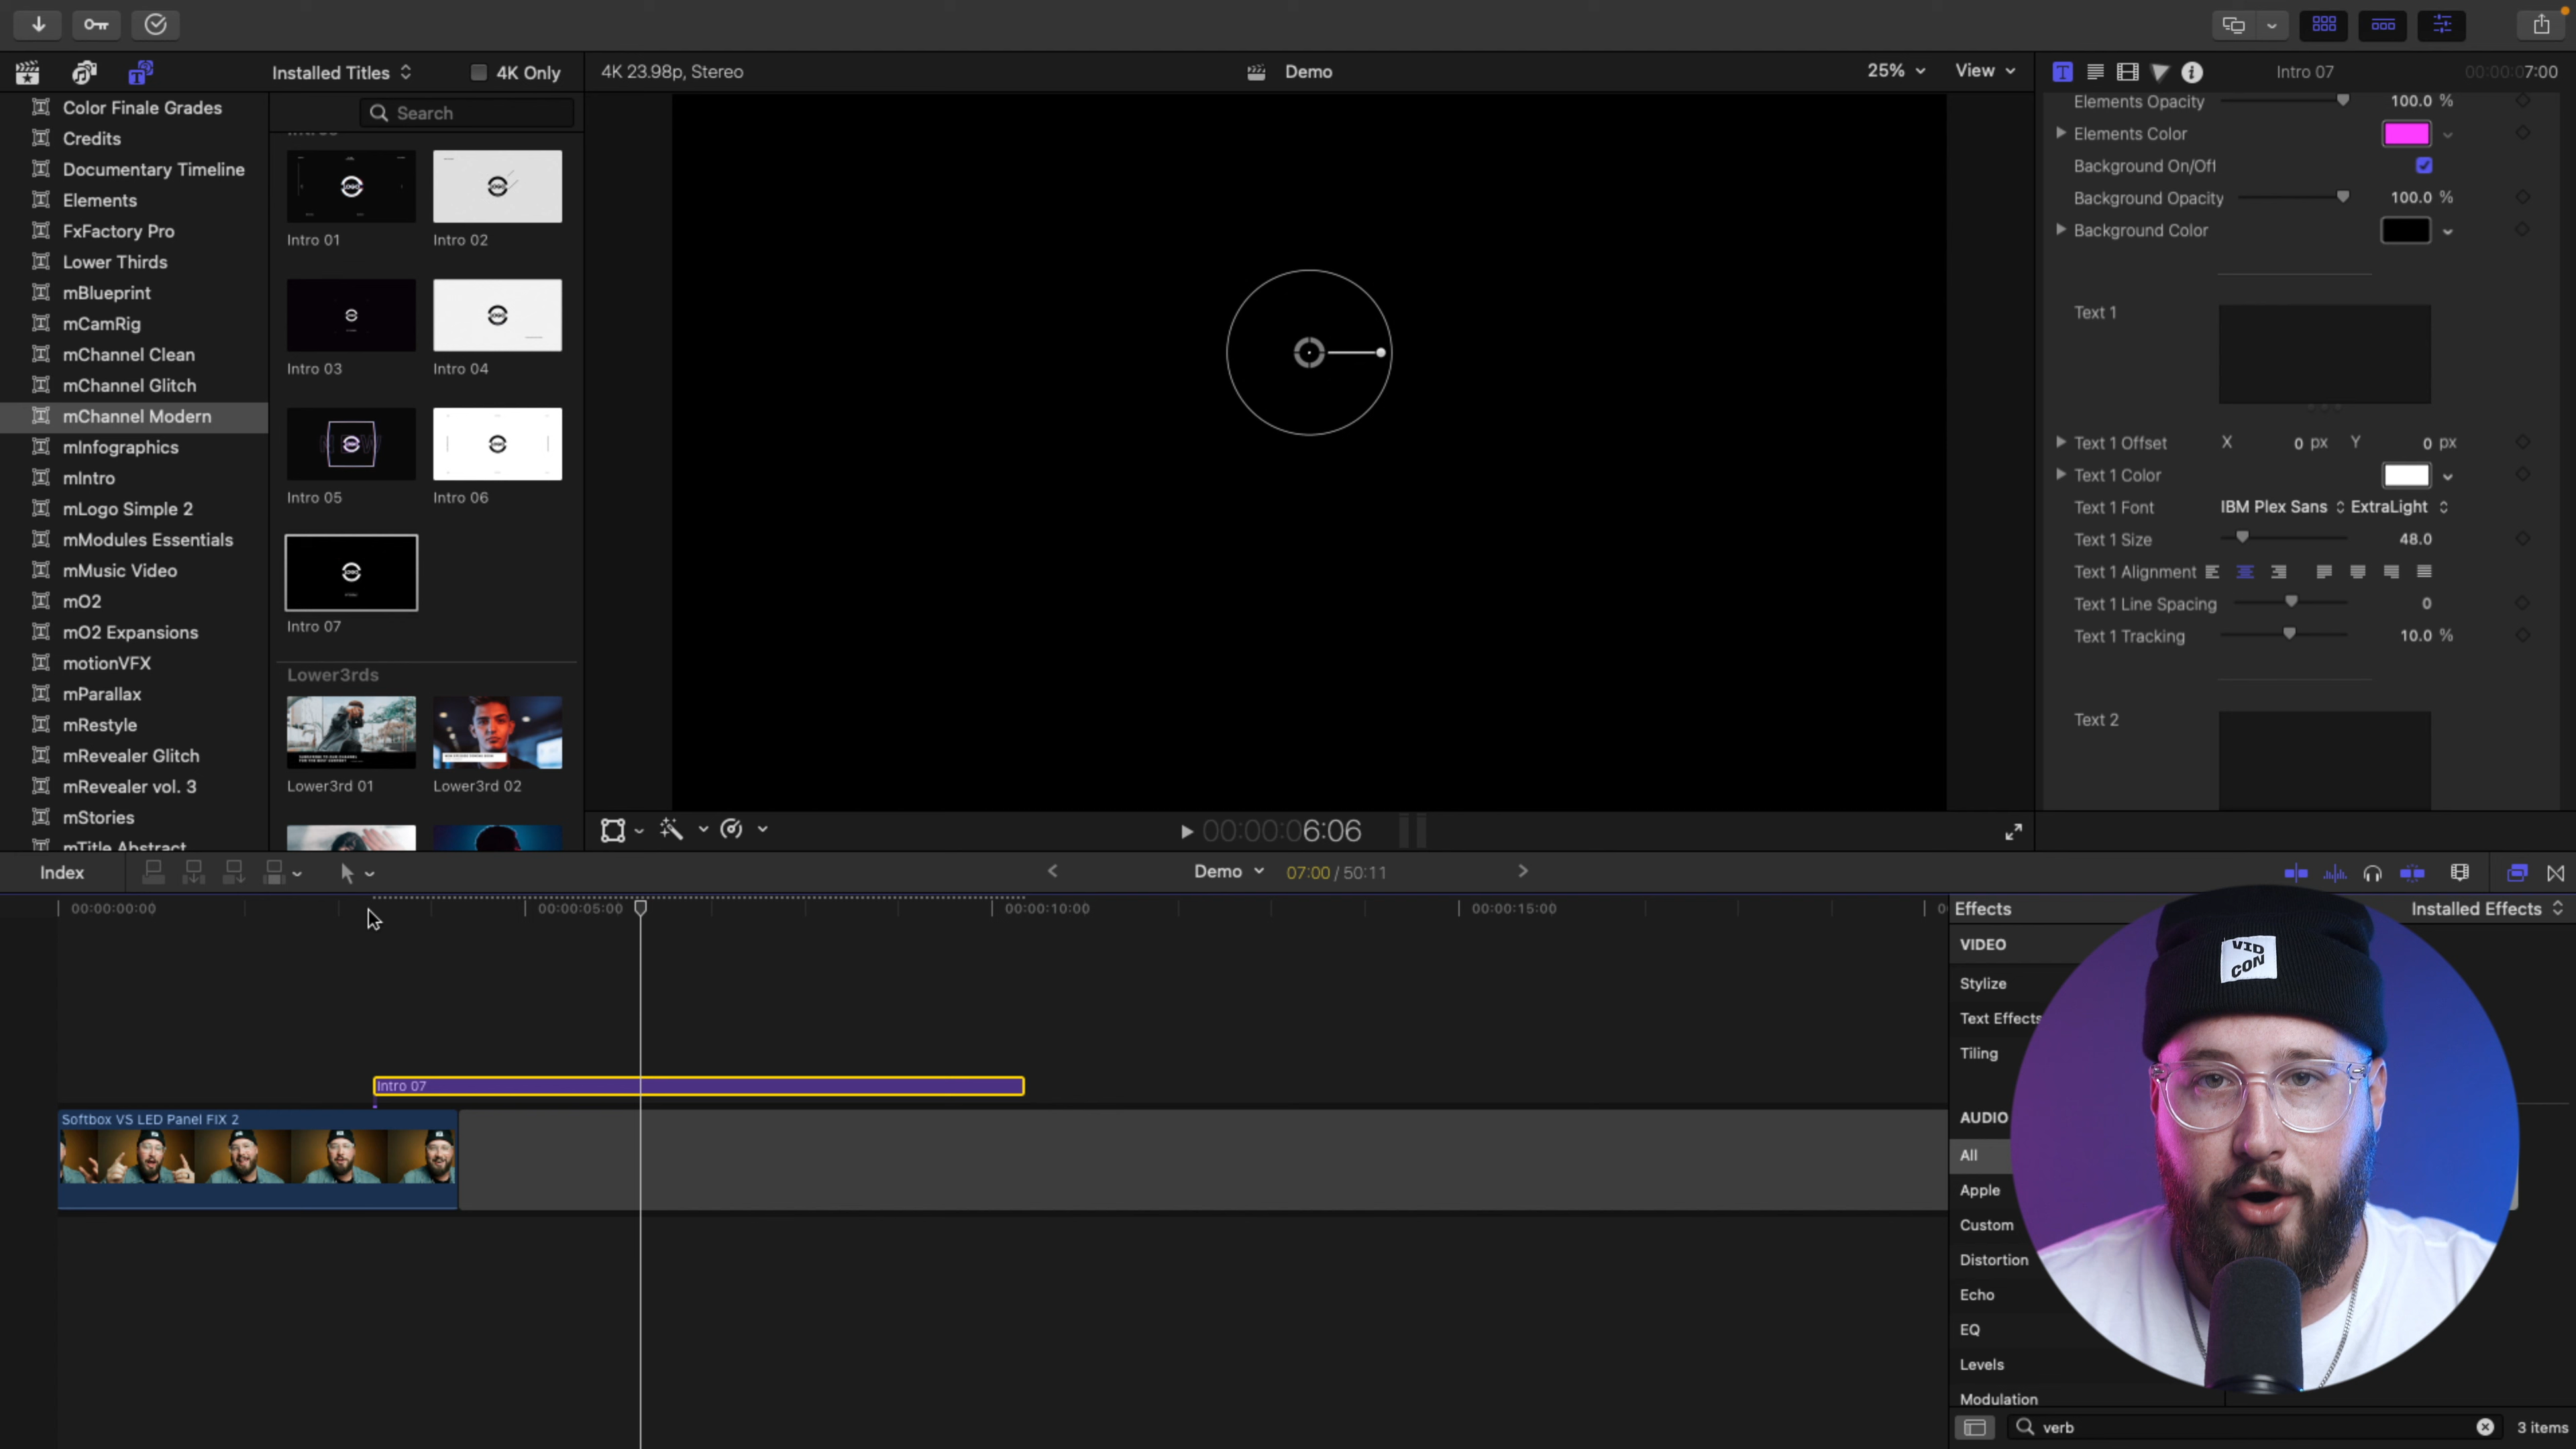 Installed Titles
4K Only
4K 23.98p, Stereo
Demo
25%
View
Intro 07
00:00:07:00
Color Finale Grades
Credits
Documentary Timeline
Elements
FxFactory Pro
Lower Thirds
mBlueprint
mCamRig
mChannel Clean
mChannel Glitch
mChannel Modern
mInfographics
mIntro
mLogo Simple 2
mModules Essentials
mMusic Video
mO2
mO2 Expansions
motionVFX
mParallax
mRestyle
mRevealer Glitch
mRevealer vol. 3
mStories
mTitle Abstract
Search
Intros
Intro 01
Intro 02
Intro 03
Intro 04
Intro 05
Intro 06
Intro 07
Lower3rds
Lower3rd 01
Lower3rd 02
Elements Opacity
100.0 %
Elements Color
Background On/Off
Background Opacity
100.0 %
Background Color
Text 1
Text 1 Offset X 0 px Y 0 px
Text 1 Color
Text 1 Font IBM Plex Sans ExtraLight
Text 1 Size 48.0
Text 1 Alignment
Text 1 Line Spacing 0
Text 1 Tracking 10.0 %
Text 2
00:00:06:06
Index
Demo
07:00 / 50:11
00:00:00:00
00:00:05:00
00:00:10:00
00:00:15:00
Intro 07
Softbox VS LED Panel FIX 2
Effects
Installed Effects
VIDEO
Stylize
Text Effects
Tiling
AUDIO
All
Apple
Custom
Distortion
Echo
EQ
Levels
Modulation
VID
CON
verb
3 items